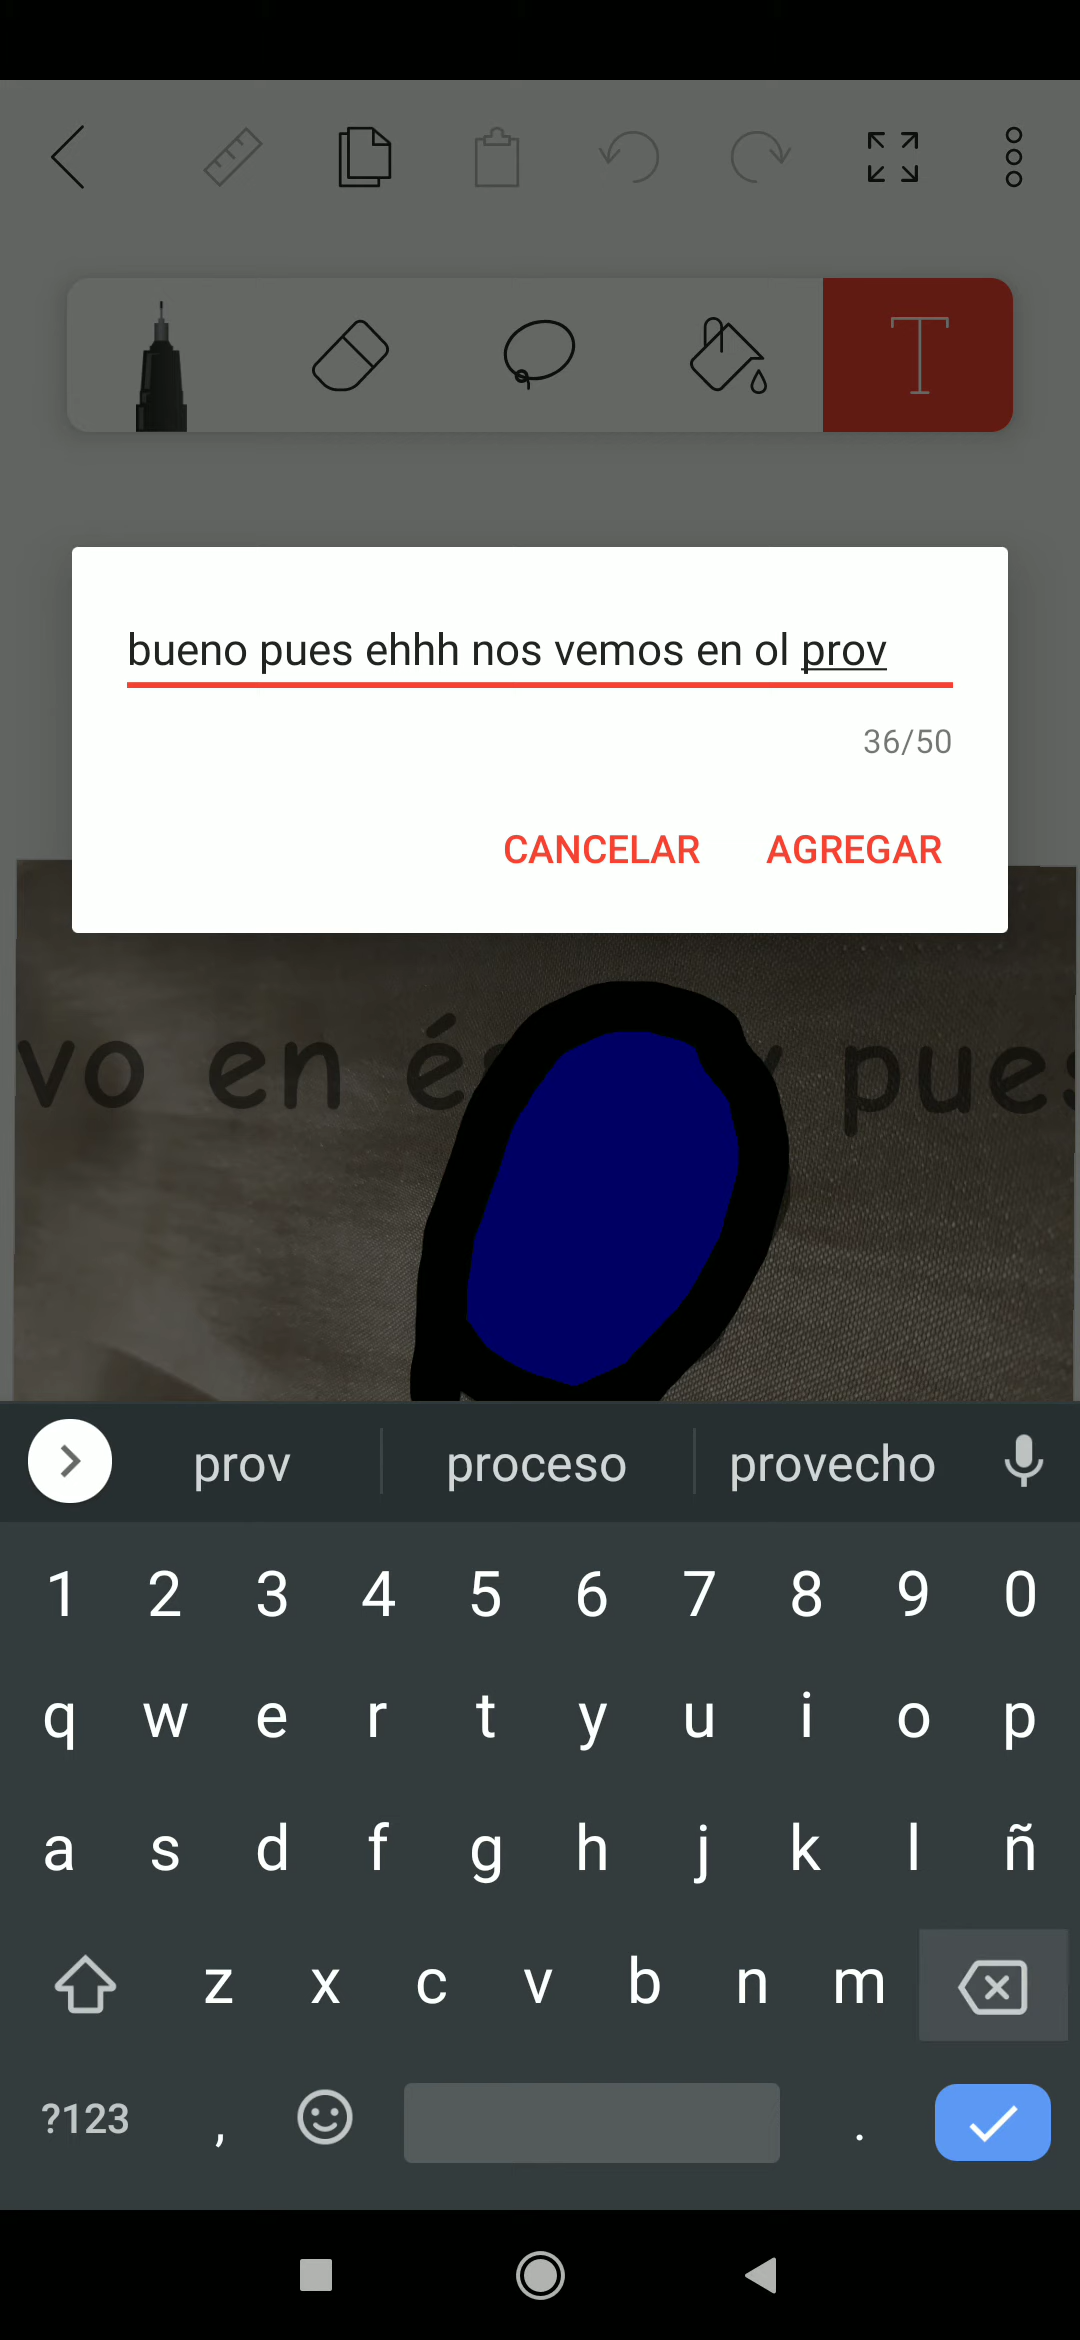 bueno pues ehhh nos vemos en ol prov
36/50
CANCELAR AGREGAR
vo en pues
prov proceso provecho
1 2 3 4 5 6 7 8 9 0
q w e r t y u i o p
a s d f g h j k l ñ
z x c v b n m
?123 , .